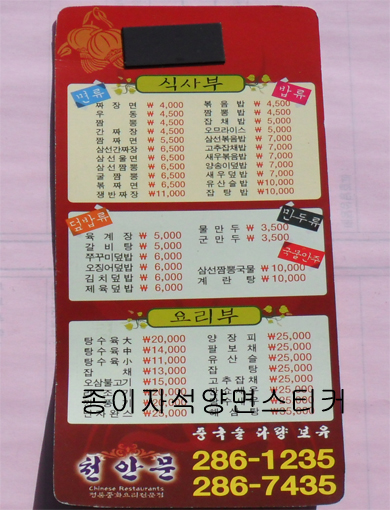 식사부
면류
밥류
짜장면 ₩ 4,000
우동 ₩ 4,500
짬뽕 ₩ 4,500
간짜장 ₩ 4,500
짬짜면 ₩ 6,500
삼선간짜장 ₩ 6,500
삼선울면 ₩ 6,500
삼선짬뽕 ₩ 6,500
굴짬뽕 ₩ 6,500
볶짜면 ₩ 6,500
쟁반짜장 ₩11,000
볶음밥 ₩ 4,500
짬뽕밥 ₩ 4,500
잡채밥 ₩ 5,000
오므라이스 ₩ 5,000
삼선볶음밥 ₩ 7,000
고추잡채밥 ₩ 7,000
새우볶음밥 ₩ 7,000
양송이덮밥 ₩ 7,000
새우덮밥 ₩ 7,000
유산슬밥 ₩ 7,000
잡탕밥 ₩10,000
덮밥류
만두류
육계장 ₩ 5,000
갈비탕 ₩ 5,000
쭈꾸미덮밥 ₩ 6,000
오징어덮밥 ₩ 6,000
김치덮밥 ₩ 6,000
제육덮밥 ₩ 6,000
물만두 ₩ 3,500
군만두 ₩ 3,500
국물안주
삼선짬뽕국물 ₩10,000
계란탕 ₩10,000
요리부
탕수육大 ₩20,000
탕수육中 ₩14,000
탕수육小 ₩11,000
잡채 ₩13,000
오삼불고기 ₩15,000
₩25,000
양장피 ₩25,000
팔보채 ₩25,000
유산슬 ₩25,000
잡탕 ₩25,000
고추잡채 ₩25,000
₩35,000
종이자석양면스티커
중국술 다량 보유
천안문
Chinese Restaurants
명품중화요리전문점
286-1235
286-7435